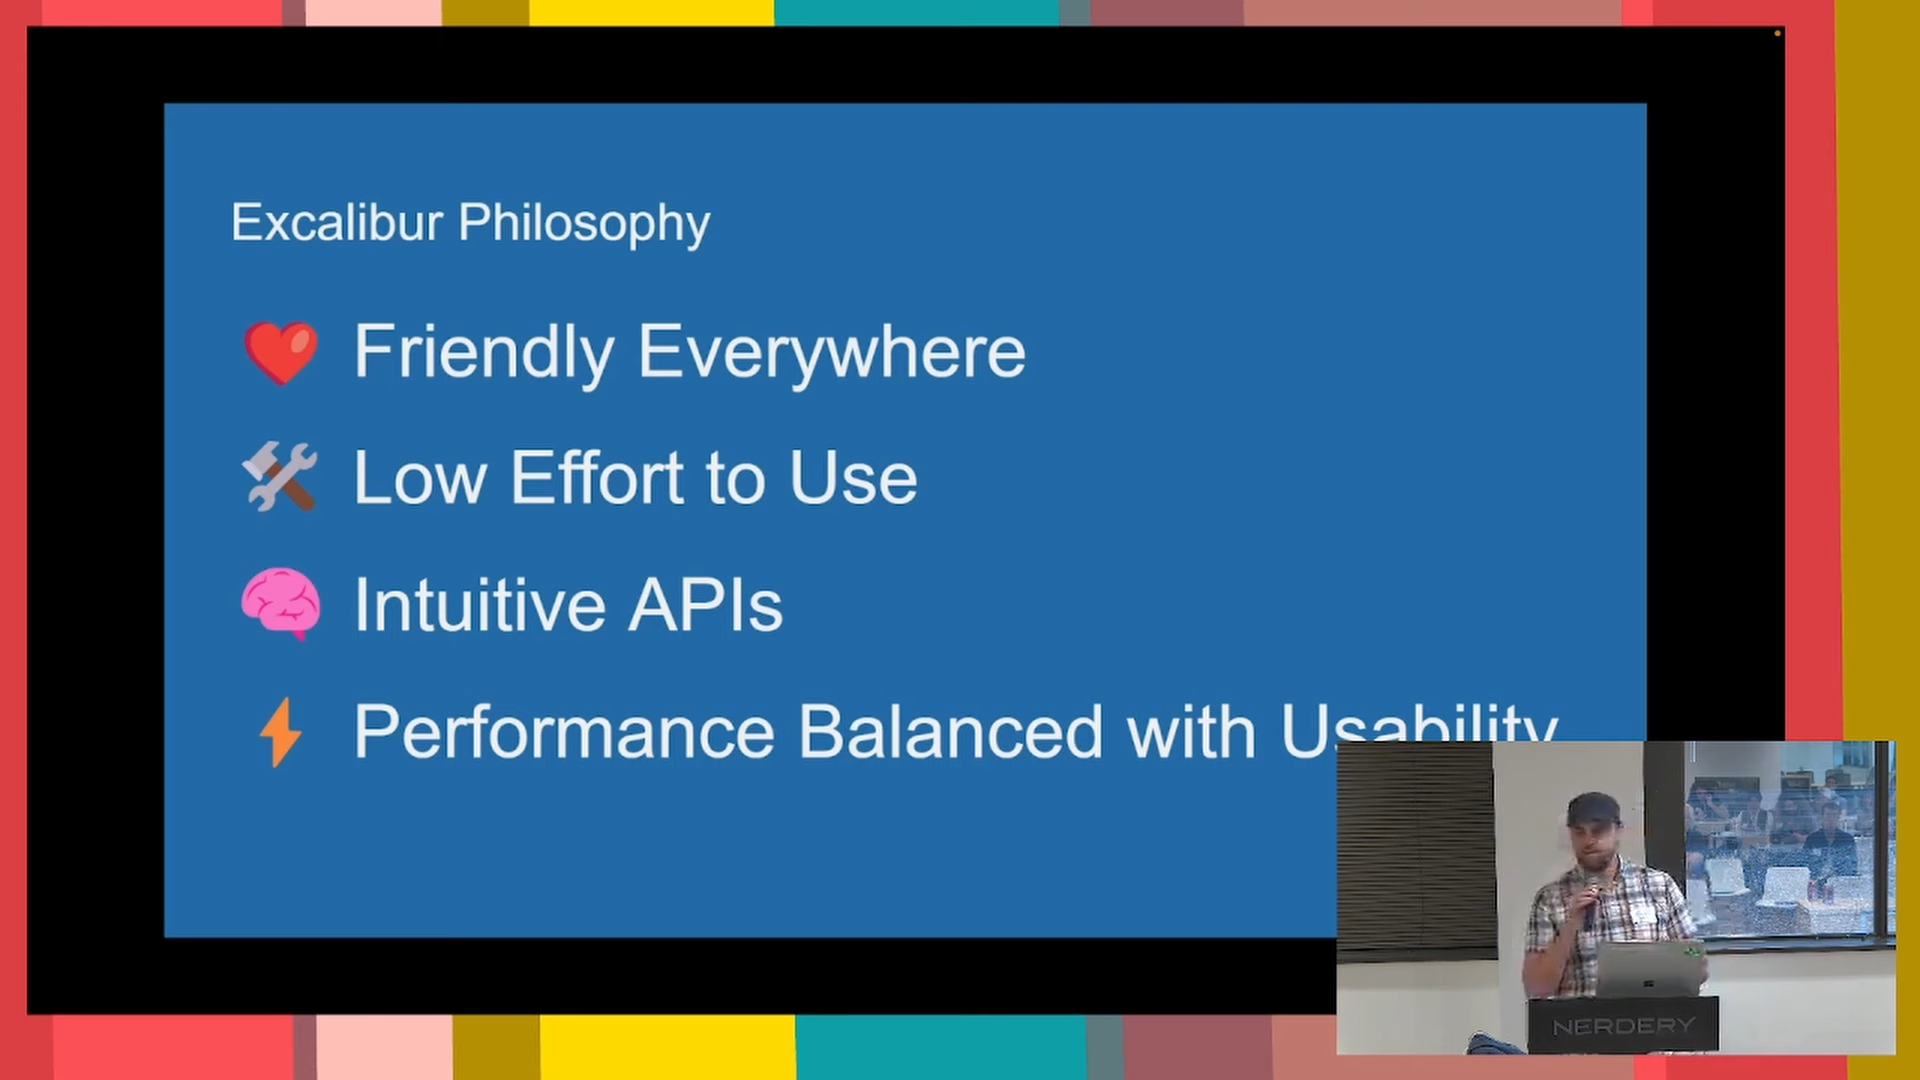 Excalibur Philosophy
Friendly Everywhere
Low Effort to Use
Intuitive APIs
Performance Balanced with Usability
NERDERY